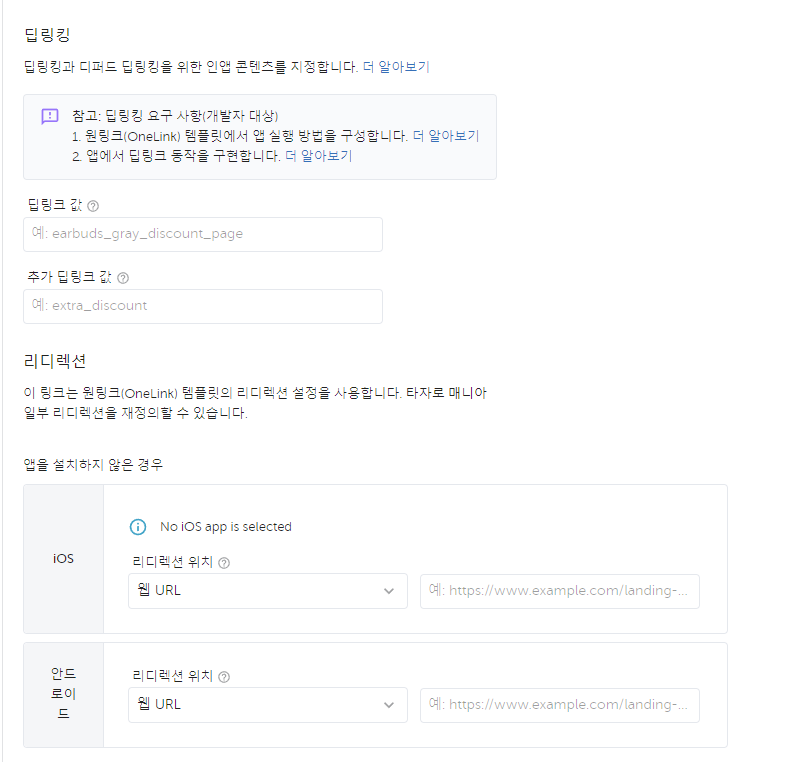 딥링킹
딥링킹과 디퍼드 딥링킹을 위한 인앱 콘텐츠를 지정합니다. 더 알아보기
참고: 딥링킹 요구 사항(개발자 대상)
1. 원링크(OneLink) 템플릿에서 앱 실행 방법을 구성합니다. 더 알아보기
2. 앱에서 딥링크 동작을 구현합니다. 더 알아보기
딥링크 값
예: earbuds_gray_discount_page
추가 딥링크 값
예: extra_discount
리디렉션
이 링크는 원링크(OneLink) 템플릿의 리디렉션 설정을 사용합니다. 타자로 매니아
일부 리디렉션을 재정의할 수 있습니다.
앱을 설치하지 않은 경우
No iOS app is selected
iOS
리디렉션 위치
웹 URL
예: https://www.example.com/landing-...
안드
로이
드
리디렉션 위치
웹 URL
예: https://www.example.com/landing-...